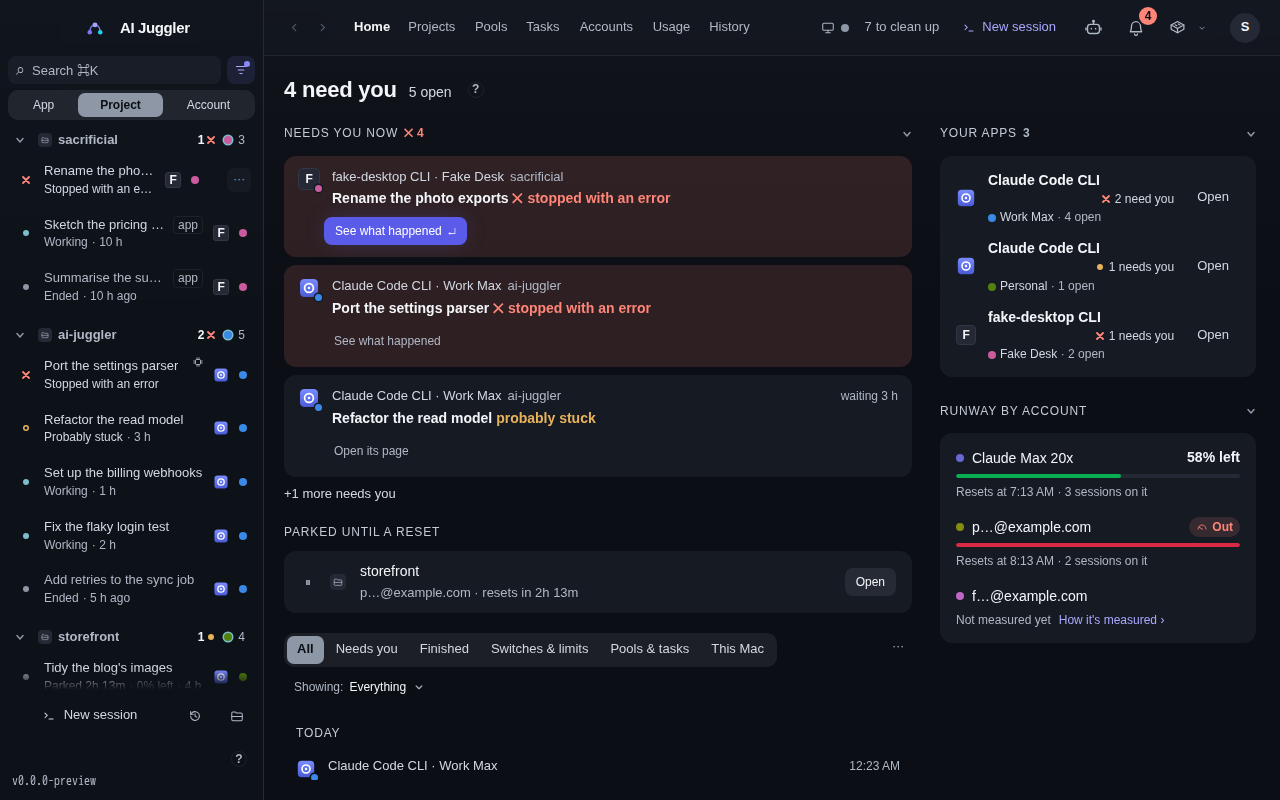 AI Juggler
Search ⌘K
App Project Account
sacrificial 1 3
Rename the pho… F
Stopped with an e…
Sketch the pricing … app F
Working · 10 h
Summarise the su… app F
Ended · 10 h ago
ai-juggler 2 5
Port the settings parser
Stopped with an error
Refactor the read model
Probably stuck · 3 h
Set up the billing webhooks
Working · 1 h
Fix the flaky login test
Working · 2 h
Add retries to the sync job
Ended · 5 h ago
storefront 1 4
Tidy the blog's images
Parked 2h 13m · 0% left · 4 h
New session
?
v0.0.0-preview
Home Projects Pools Tasks Accounts Usage History
7 to clean up New session 4 S
4 need you 5 open ?
NEEDS YOU NOW 4
F fake-desktop CLI · Fake Desk sacrificial
Rename the photo exports stopped with an error
See what happened
Claude Code CLI · Work Max ai-juggler
Port the settings parser stopped with an error
See what happened
Claude Code CLI · Work Max ai-juggler waiting 3 h
Refactor the read model probably stuck
Open its page
+1 more needs you
PARKED UNTIL A RESET
storefront
p…@example.com · resets in 2h 13m
Open
All Needs you Finished Switches & limits Pools & tasks This Mac
Showing: Everything
TODAY
Claude Code CLI · Work Max 12:23 AM
YOUR APPS 3
Claude Code CLI
2 need you Open
Work Max · 4 open
Claude Code CLI
1 needs you Open
Personal · 1 open
fake-desktop CLI
F 1 needs you Open
Fake Desk · 2 open
RUNWAY BY ACCOUNT
Claude Max 20x 58% left
Resets at 7:13 AM · 3 sessions on it
p…@example.com Out
Resets at 8:13 AM · 2 sessions on it
f…@example.com
Not measured yet How it's measured ›